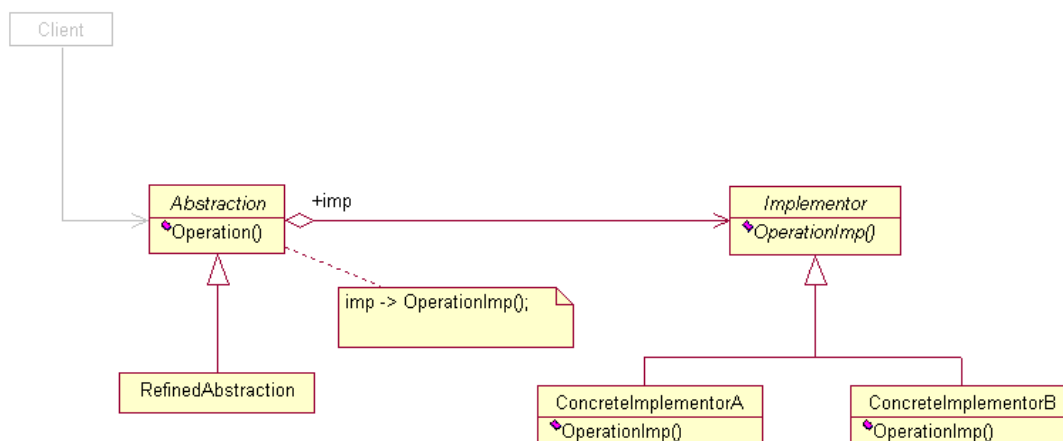 Client
Abstraction
Operation()
+imp
Implementor
OperationImp()
imp -> OperationImp();
RefinedAbstraction
ConcreteImplementorA
OperationImp()
ConcreteImplementorB
OperationImp()